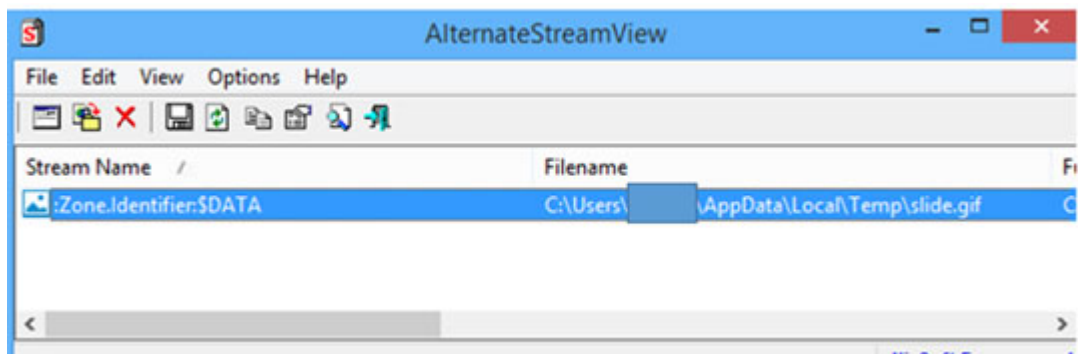 AlternateStreamView
File Edit View Options Help
Stream Name Filename
:Zone.Identifier:$DATA C:\Users\ \AppData\Local\Temp\slide.gif